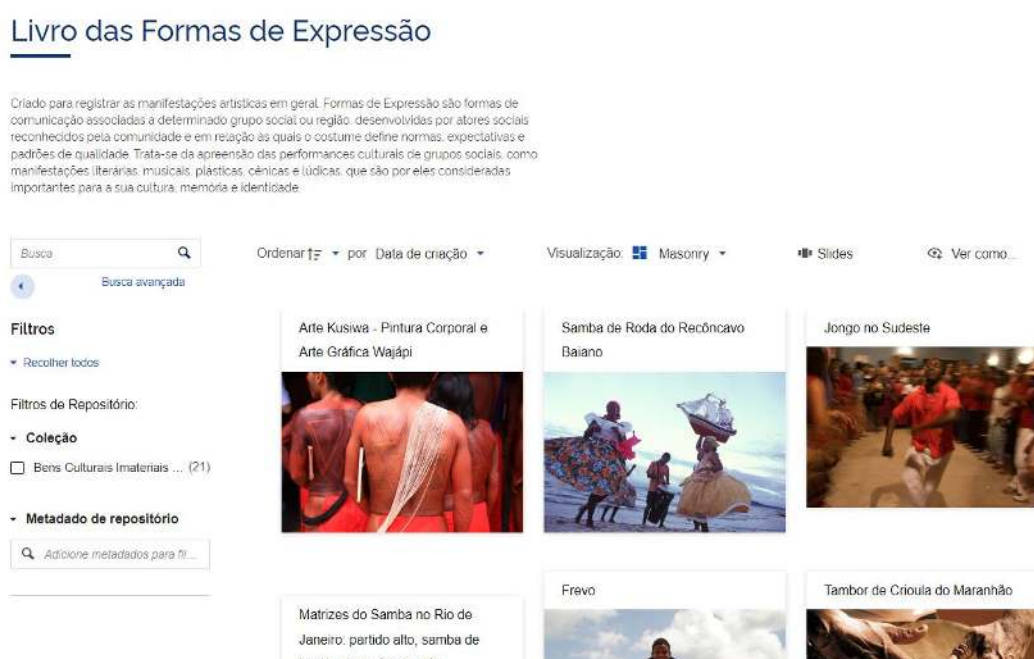 Livro das Formas de Expressão
Criado para registrar as manifestações artísticas em geral. Formas de Expressão são formas de
comunicação associadas a determinado grupo social ou região, desenvolvidas por atores sociais
reconhecidos pela comunidade e em relação às quais o costume define normas, expectativas e
padrões de qualidade. Trata-se da apreensão das performances culturais de grupos sociais, como
manifestações literárias, musicais, plásticas, cênicas e lúdicas, que são por eles consideradas
importantes para a sua cultura, memória e identidade.
Busca
Ordenar por Data de criação
Visualização: Masonry
Slides
Ver como...
Busca avançada
Filtros
Recolher todos
Filtros de Repositório:
Coleção
Bens Culturais Imateriais ... (21)
Metadado de repositório
Adicione metadados para fil...
Arte Kusiwa - Pintura Corporal e
Arte Gráfica Wajãpi
Samba de Roda do Recôncavo
Baiano
Jongo no Sudeste
Matrizes do Samba no Rio de
Janeiro: partido alto, samba de
Frevo
Tambor de Crioula do Maranhão